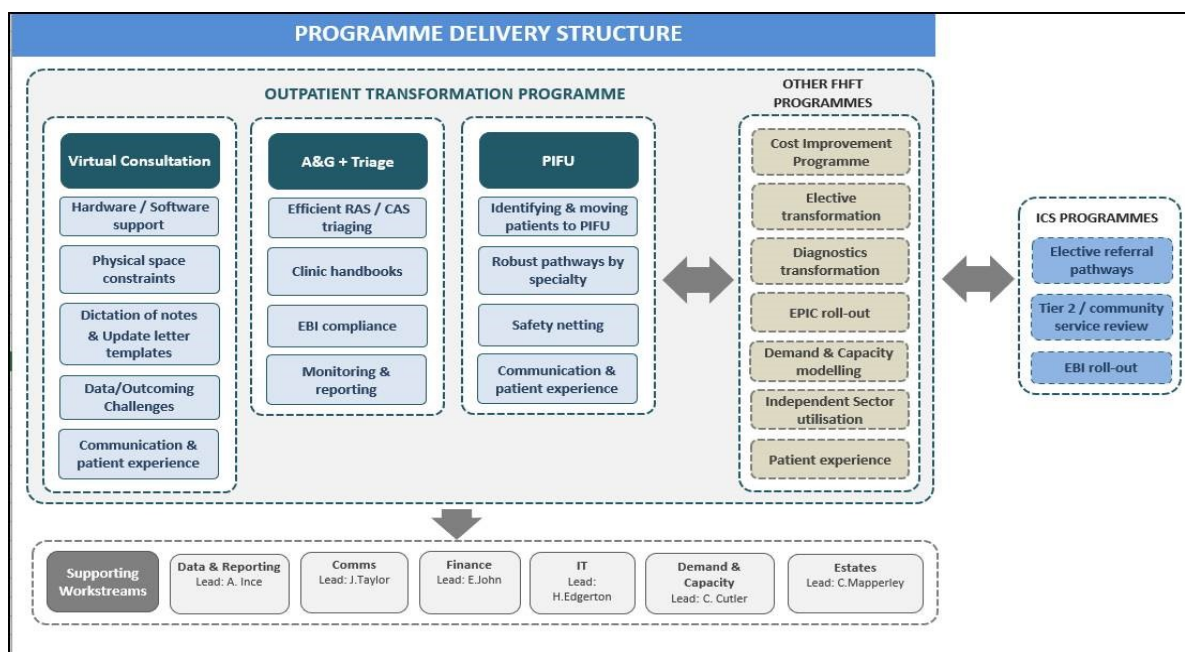 PROGRAMME DELIVERY STRUCTURE
OUTPATIENT TRANSFORMATION PROGRAMME
Virtual Consultation
Hardware / Software
support
Physical space
constraints
Dictation of notes
& Update letter
templates
Data/Outcoming
Challenges
Communication &
patient experience
A&G + Triage
Efficient RAS / CAS
triaging
Clinic handbooks
EBI compliance
Monitoring &
reporting
PIFU
Identifying & moving
patients to PIFU
Robust pathways by
specialty
Safety netting
Communication &
patient experience
OTHER FHFT
PROGRAMMES
Cost Improvement
Programme
Elective
transformation
Diagnostics
transformation
EPIC roll-out
Demand & Capacity
modelling
Independent Sector
utilisation
Patient experience
ICS PROGRAMMES
Elective referral
pathways
Tier 2 / community
service review
EBI roll-out
Supporting
Workstreams
Data & Reporting
Lead: A. Ince
Comms
Lead: J.Taylor
Finance
Lead: E.John
IT
Lead:
H.Edgerton
Demand &
Capacity
Lead: C. Cutler
Estates
Lead: C.Mapperley